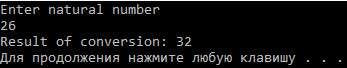 Enter natural number
26
Result of conversion: 32
Для продолжения нажмите любую клавишу . . .